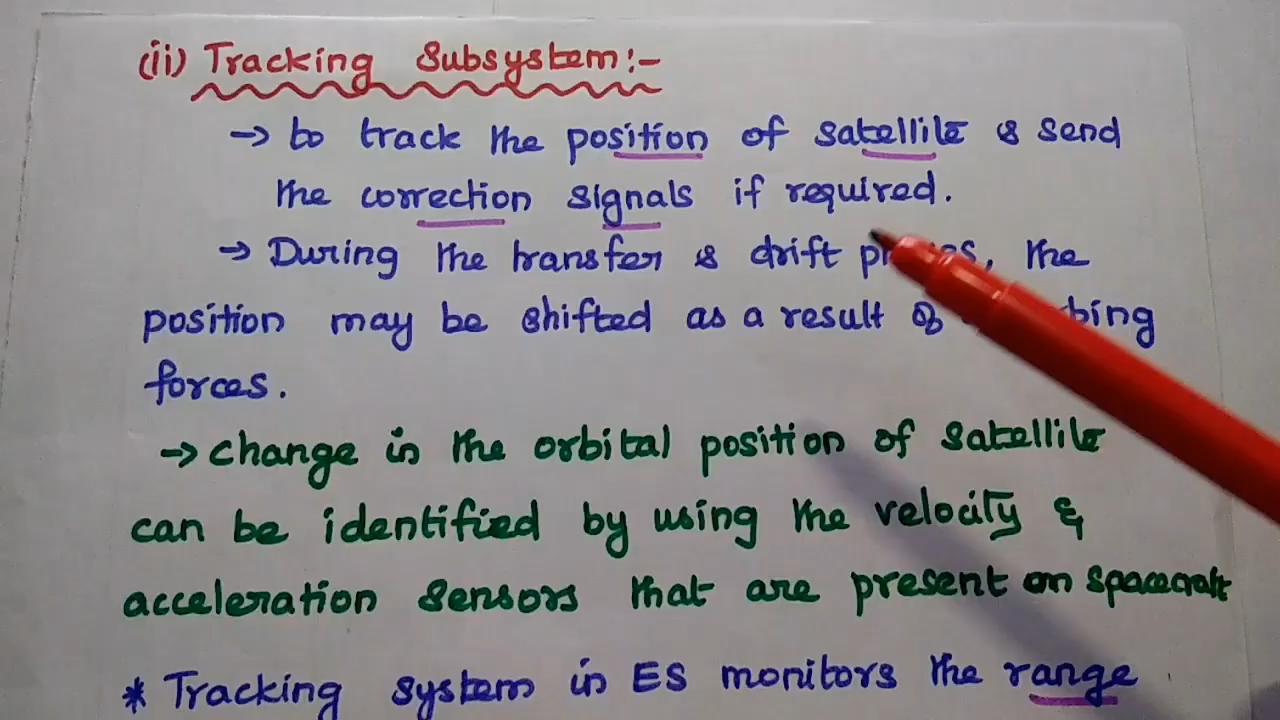 (ii) Tracking Subsystem:-
→ to track the position of satellite & send
the correction signals if required.
→ During the transfer & drift the
position may be shifted as a result of
forces.
→ change in the orbital position of satellite
can be identified by using the velocity &
acceleration sensors that are present on spacecraft
* Tracking system in ES monitors the range